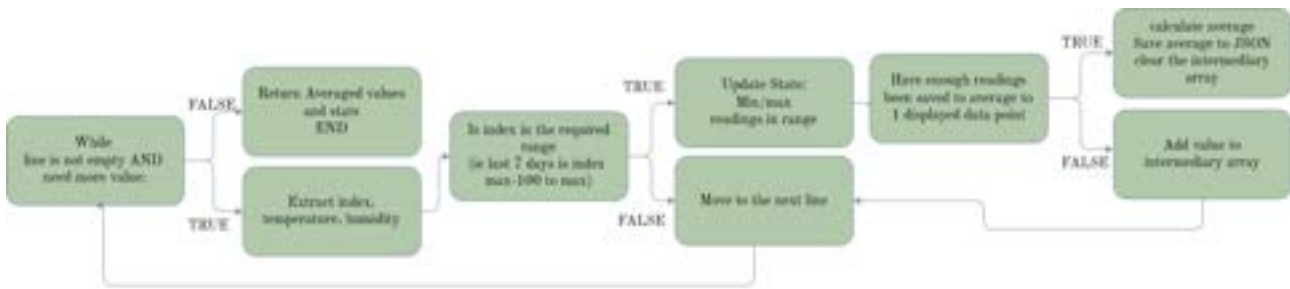 While
line is not empty AND
need more value:
FALSE
TRUE
Return Averaged values
and stats
END
Extract index,
temperature, humidity
Is index in the required
range
(ie last 7 days is index
max-100 to max)
TRUE
FALSE
Update State:
Min/max
readings in range
Move to the next line
Have enough readings
been saved to average to
1 displayed data point
TRUE
FALSE
calculate average
Save average to JSON
clear the intermediary
array
Add value to
intermediary array